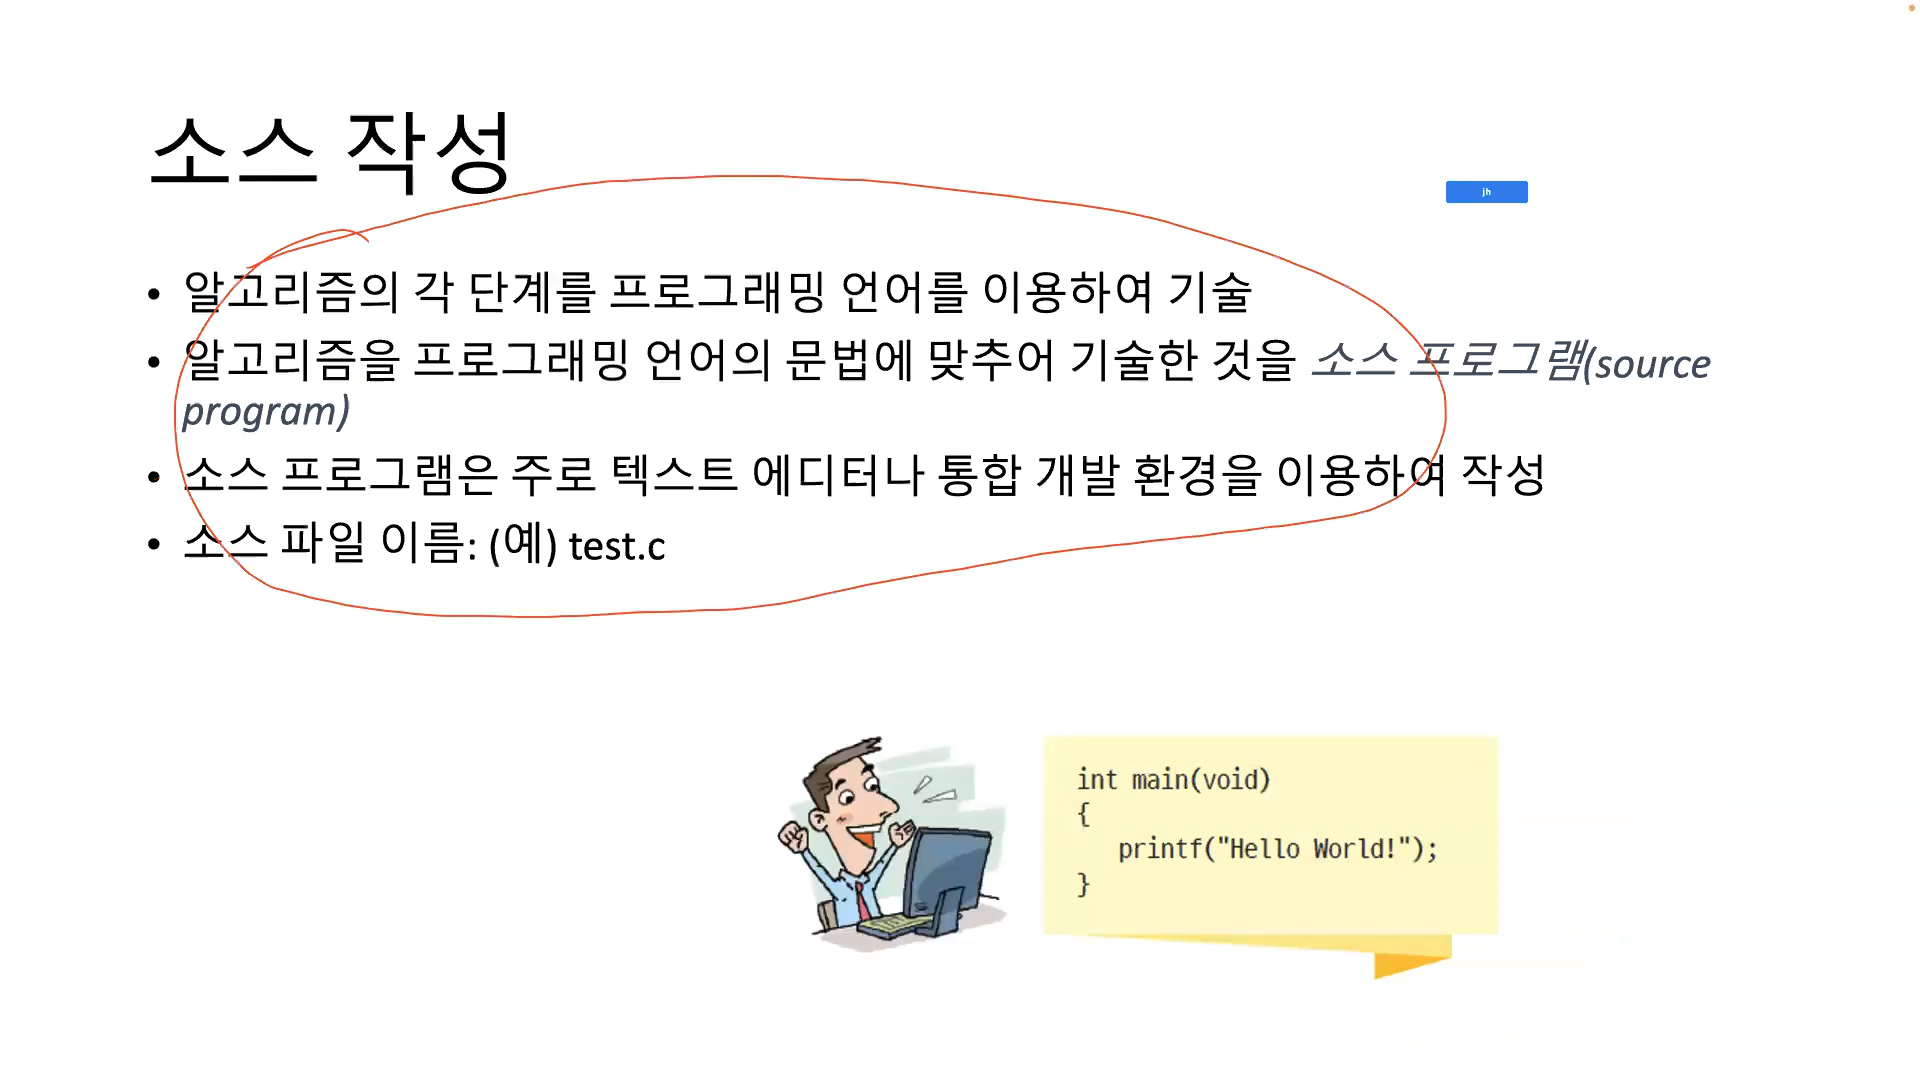 소스 작성
jh
• 알고리즘의 각 단계를 프로그래밍 언어를 이용하여 기술
• 알고리즘을 프로그래밍 언어의 문법에 맞추어 기술한 것을 소스 프로그램(source
program)
• 소스 프로그램은 주로 텍스트 에디터나 통합 개발 환경을 이용하여 작성
• 소스 파일 이름: (예) test.c
int main(void)
{
printf("Hello World!");
}